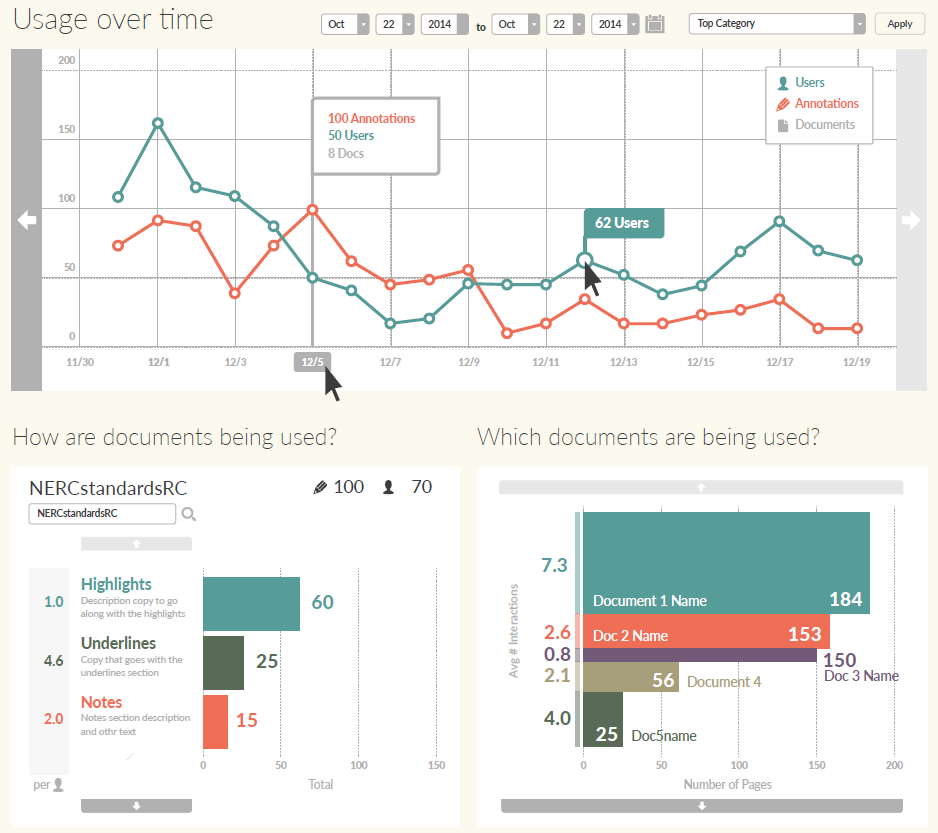 Usage over time
Oct 22 2014 to Oct 22 2014 Top Category Apply
200
150
100
50
0
100 Annotations
50 Users
8 Docs
62 Users
Users
Annotations
Documents
11/30 12/1 12/3 12/5 12/7 12/9 12/11 12/13 12/15 12/17 12/19
How are documents being used?
NERCstandardsRC 100 70
NERCstandardsRC
1.0
Highlights
Description copy to go
along with the highlights
60
4.6
Underlines
Copy that goes with the
underlines section
25
2.0
Notes
Notes section description
and othr text
15
0 50 100 150
per
Total
Which documents are being used?
Avg # Interactions
7.3
Document 1 Name 184
2.6
Doc 2 Name 153
0.8
150
Doc 3 Name
2.1
56 Document 4
4.0
25 Doc5name
0 50 100 150 200
Number of Pages